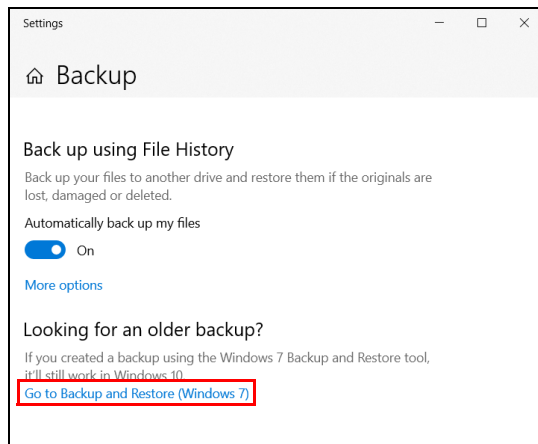 Settings
Backup
Back up using File History
Back up your files to another drive and restore them if the originals are
lost, damaged or deleted.
Automatically back up my files
On
More options
Looking for an older backup?
If you created a backup using the Windows 7 Backup and Restore tool,
it'll still work in Windows 10.
Go to Backup and Restore (Windows 7)